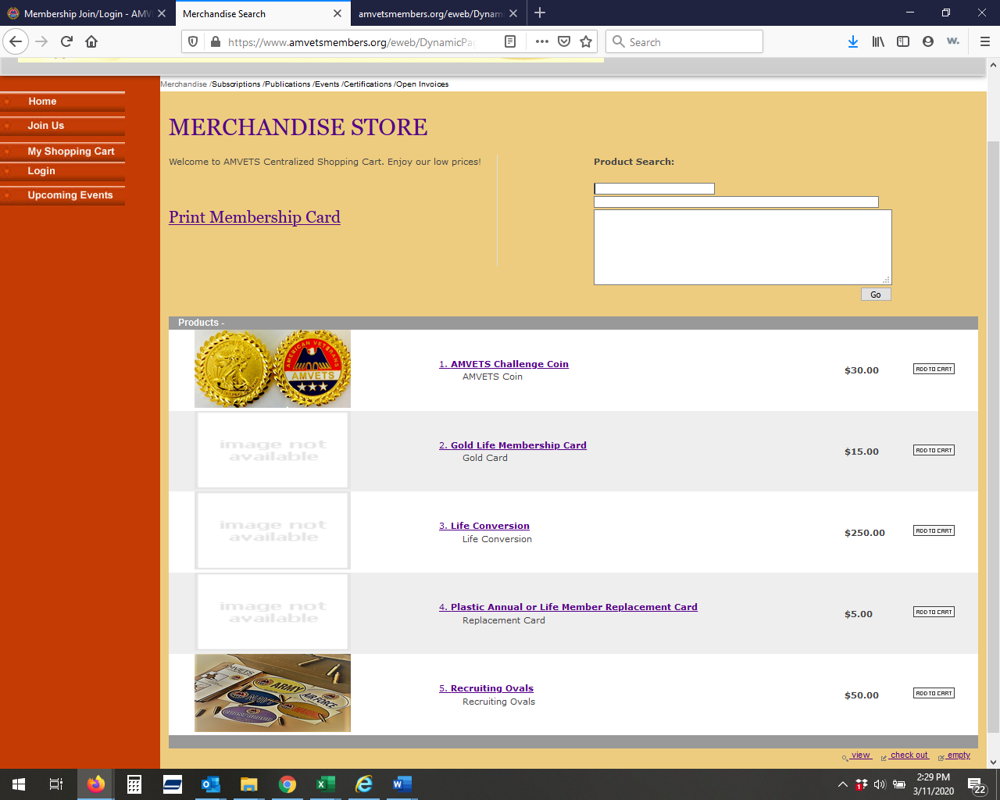 Membership Join/Login - AMV
Merchandise Search
amvetsmembers.org/eweb/Dynam
https://www.amvetsmembers.org/eweb/DynamicPag
Search
w.
Merchandise /Subscriptions /Publications /Events /Certifications /Open Invoices
Home
Join Us
My Shopping Cart
Login
Upcoming Events
MERCHANDISE STORE
Welcome to AMVETS Centralized Shopping Cart. Enjoy our low prices!
Product Search:
Print Membership Card
Go
Products -
AMERICAN VETERANS
AMVETS
1. AMVETS Challenge Coin
AMVETS Coin
$30.00
ADD TO CART
image not
available
2. Gold Life Membership Card
Gold Card
$15.00
ADD TO CART
image not
available
3. Life Conversion
Life Conversion
$250.00
ADD TO CART
image not
available
4. Plastic Annual or Life Member Replacement Card
Replacement Card
$5.00
ADD TO CART
AMVETS
ARMY
AIR FORCE
NAVY
5. Recruiting Ovals
Recruiting Ovals
$50.00
ADD TO CART
view
check out
empty
2:29 PM
3/11/2020
1
22